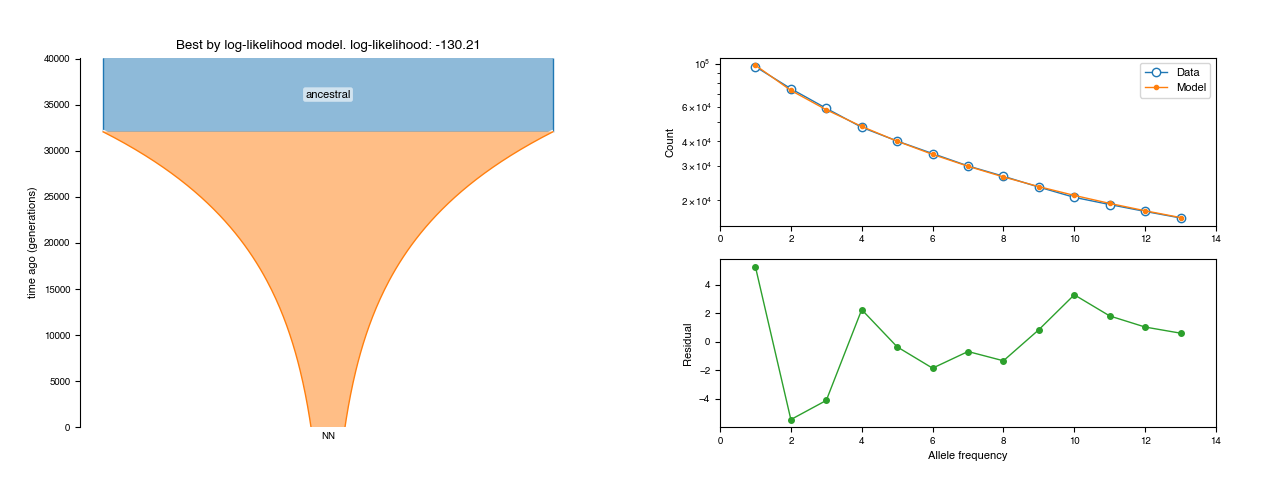 Best by log-likelihood model. log-likelihood: -130.21
time ago (generations)
40000
35000
30000
25000
20000
15000
10000
5000
0
ancestral
NN
Count
10^5
6×10^4
4×10^4
3×10^4
2×10^4
Data
Model
0 2 4 6 8 10 12 14
Residual
4
2
0
−2
−4
0 2 4 6 8 10 12 14
Allele frequency